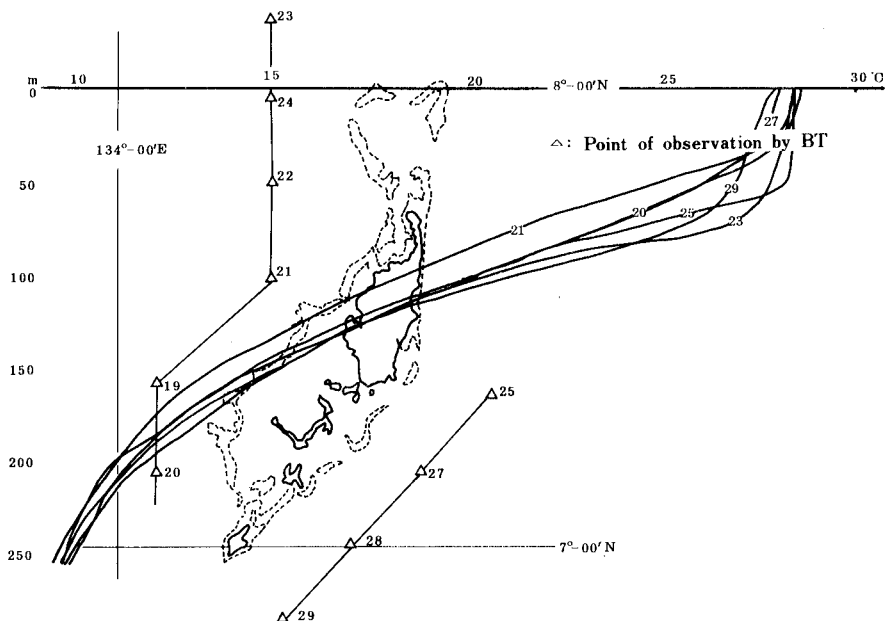 23
m 10 15 20 25 30 °C
0 8°-00'N
24 27
134°-00'E △: Point of observation by BT
50 22 29
20 25 23
21
100 21
150 19
25
200 20 27
250 28 7°-00'N
29